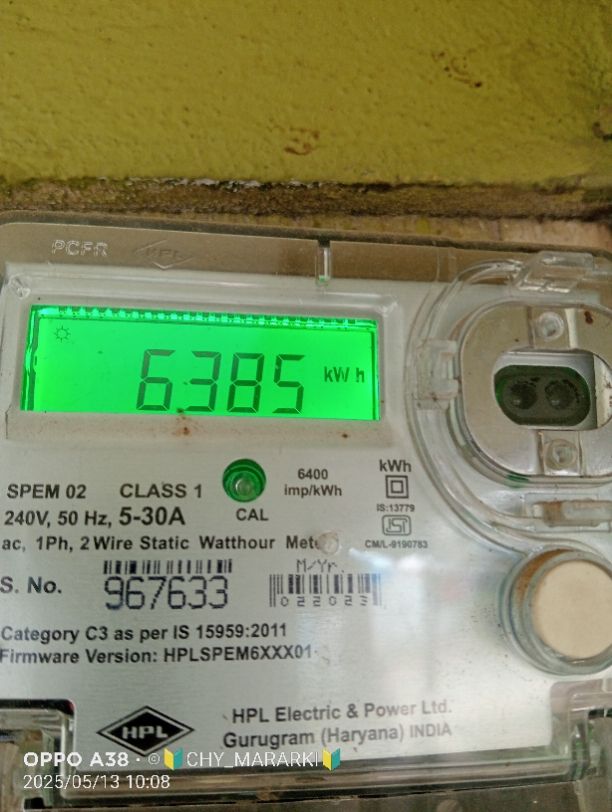 PCFR HPL
6385 kWh
6400
imp/kWh
kWh
SPEM 02 CLASS 1
IS:13779
240V, 50 Hz, 5-30A CAL
ISI
CM/L-9190783
ac, 1Ph, 2 Wire Static Watthour Meter
M/Yr.
S. No. 967633
022023
Category C3 as per IS 15959:2011
Firmware Version: HPLSPEM6XXX01
HPL
HPL Electric & Power Ltd.
Gurugram (Haryana) INDIA
OPPO A38 · ©🔰CHY_MARARKI🔰
2025/05/13 10:08